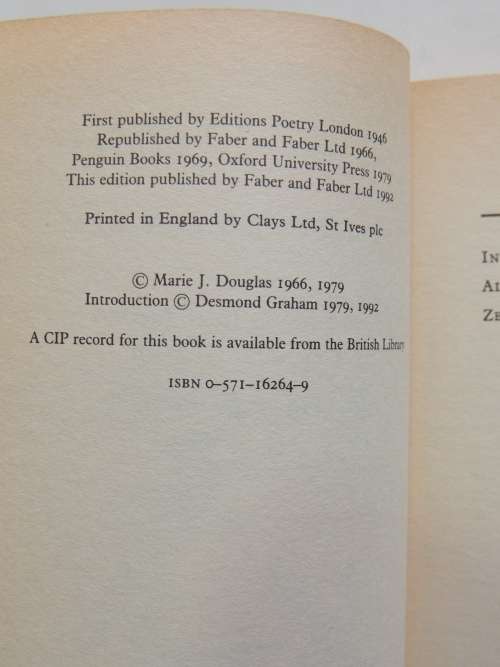 First published by Editions Poetry London 1946
Republished by Faber and Faber Ltd 1966,
Penguin Books 1969, Oxford University Press 1979
This edition published by Faber and Faber Ltd 1992
Printed in England by Clays Ltd, St Ives plc
© Marie J. Douglas 1966, 1979
Introduction © Desmond Graham 1979, 1992
A CIP record for this book is available from the British Library
ISBN 0–571–16264–9